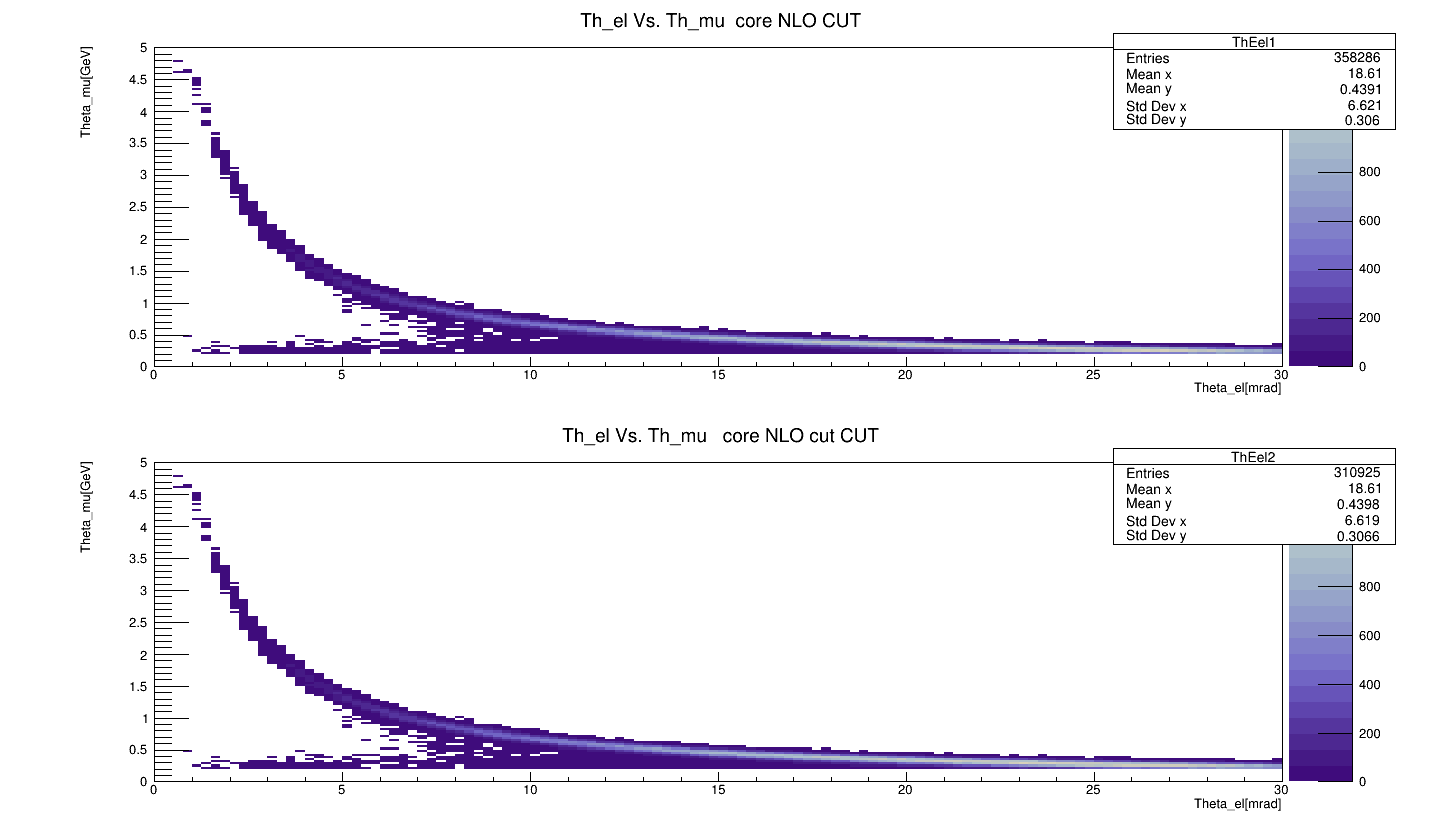 Th_el Vs. Th_mu core NLO CUT
Theta_mu[GeV]
5
4.5
4
3.5
3
2.5
2
1.5
1
0.5
0
0 5 10 15 20 25 30
Theta_el[mrad]
ThEel1
Entries 358286
Mean x 18.61
Mean y 0.4391
Std Dev x 6.621
Std Dev y 0.306
800
600
400
200
0
Th_el Vs. Th_mu core NLO cut CUT
Theta_mu[GeV]
5
4.5
4
3.5
3
2.5
2
1.5
1
0.5
0
0 5 10 15 20 25 30
Theta_el[mrad]
ThEel2
Entries 310925
Mean x 18.61
Mean y 0.4398
Std Dev x 6.619
Std Dev y 0.3066
800
600
400
200
0